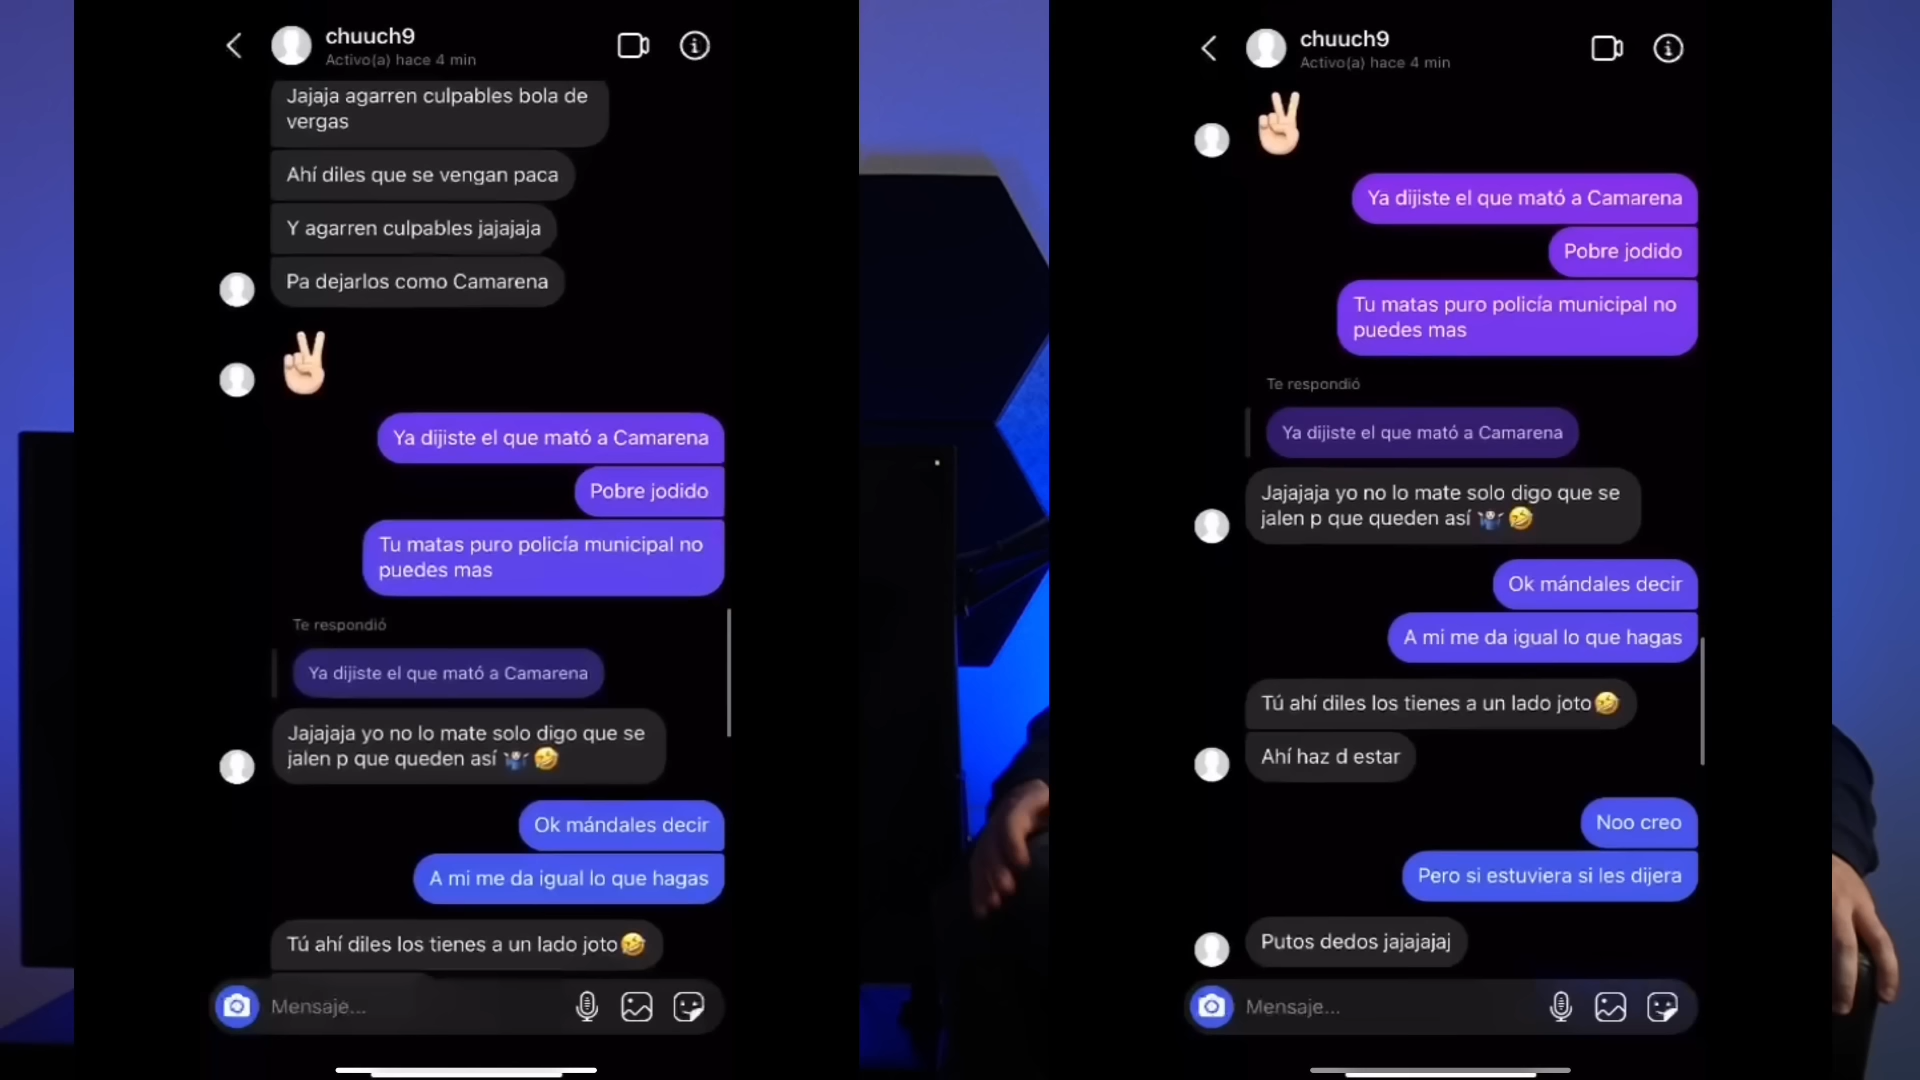 chuuch9
Activo(a) hace 4 min
Jajaja agarren culpables bola de
vergas
Ahí diles que se vengan paca
Y agarren culpables jajajaja
Pa dejarlos como Camarena
Ya dijiste el que mató a Camarena
Pobre jodido
Tu matas puro policía municipal no
puedes mas
Te respondió
Ya dijiste el que mató a Camarena
Jajajaja yo no lo mate solo digo que se
jalen p que queden así
Ok mándales decir
A mi me da igual lo que hagas
Tú ahí diles los tienes a un lado joto
Mensaje...
chuuch9
Activo(a) hace 4 min
Ya dijiste el que mató a Camarena
Pobre jodido
Tu matas puro policía municipal no
puedes mas
Te respondió
Ya dijiste el que mató a Camarena
Jajajaja yo no lo mate solo digo que se
jalen p que queden así
Ok mándales decir
A mi me da igual lo que hagas
Tú ahí diles los tienes a un lado joto
Ahí haz d estar
Noo creo
Pero si estuviera si les dijera
Putos dedos jajajajaj
Mensaje...